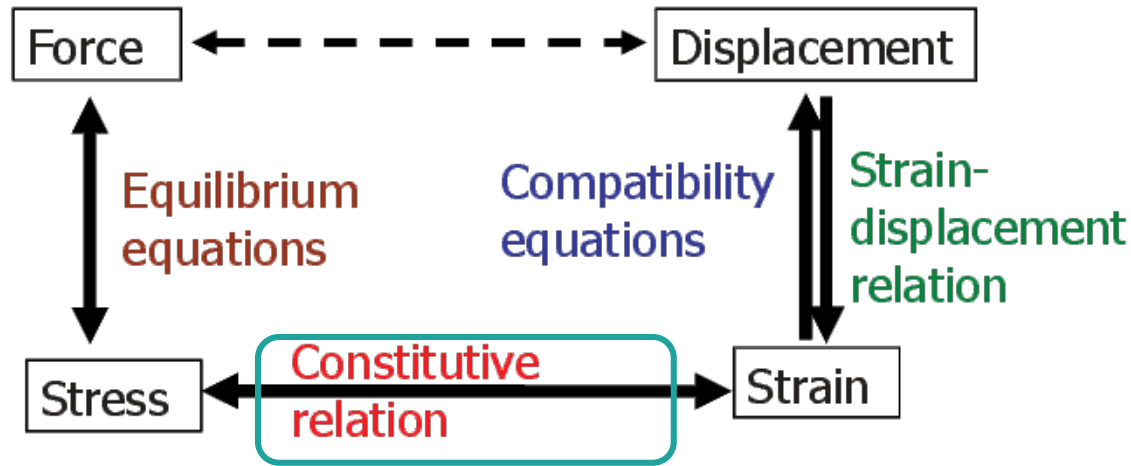 Force
Displacement
Equilibrium
equations
Compatibility
equations
Strain-
displacement
relation
Stress
Constitutive
relation
Strain